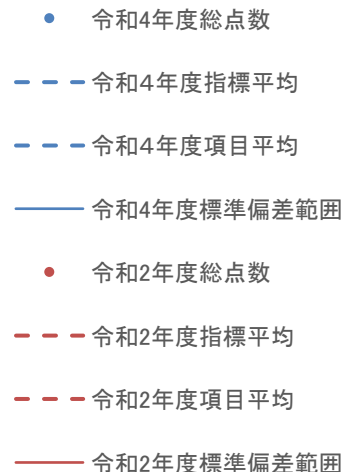 令和4年度総点数
令和４年度指標平均
令和４年度項目平均
令和4年度標準偏差範囲
令和2年度総点数
令和2年度指標平均
令和2年度項目平均
令和2年度標準偏差範囲